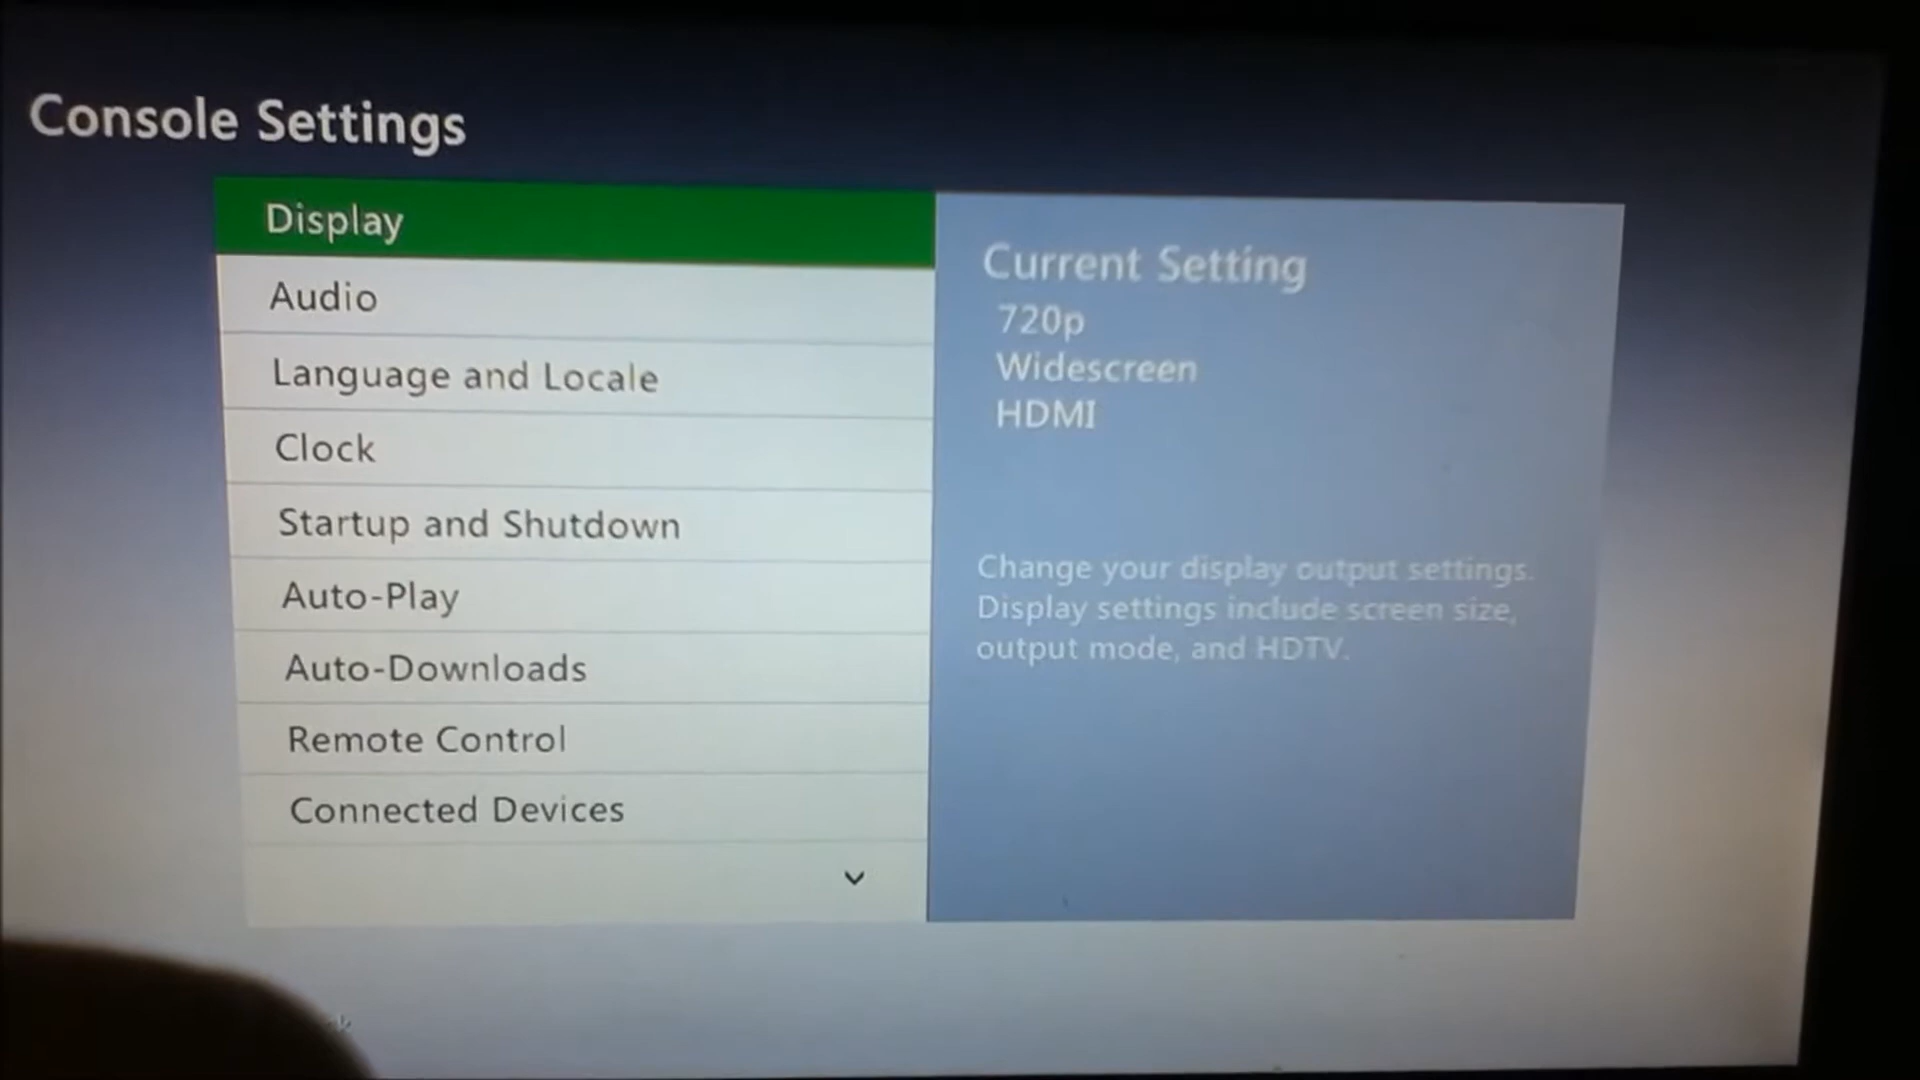 Console Settings
Display
Audio
Language and Locale
Clock
Startup and Shutdown
Auto-Play
Auto-Downloads
Remote Control
Connected Devices
Current Setting
720p
Widescreen
HDMI
Change your display output settings.
Display settings include screen size,
output mode, and HDTV.